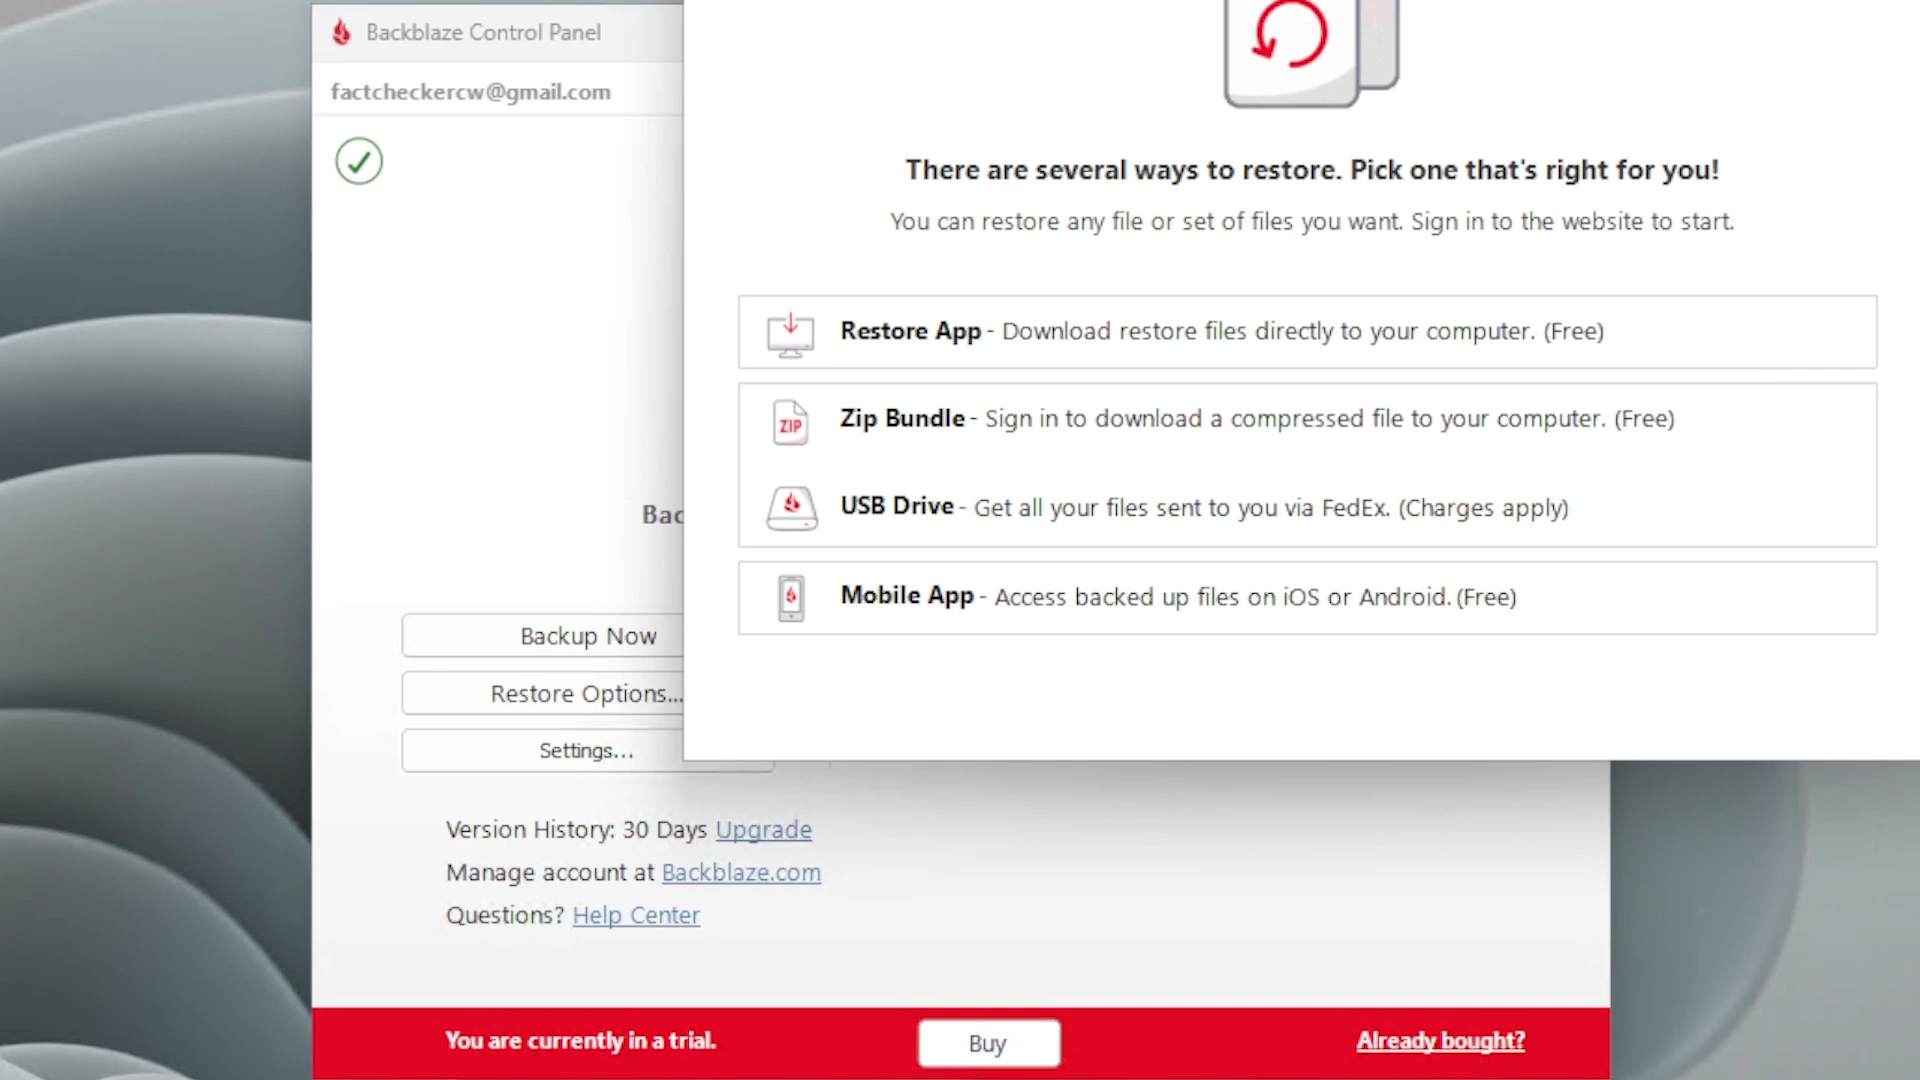 Backblaze Control Panel
factcheckercw@gmail.com
There are several ways to restore. Pick one that's right for you!
You can restore any file or set of files you want. Sign in to the website to start.
Restore App - Download restore files directly to your computer. (Free)
ZIP
Zip Bundle - Sign in to download a compressed file to your computer. (Free)
USB Drive - Get all your files sent to you via FedEx. (Charges apply)
Mobile App - Access backed up files on iOS or Android. (Free)
Bac
Backup Now
Restore Options...
Settings...
Version History: 30 Days Upgrade
Manage account at Backblaze.com
Questions? Help Center
You are currently in a trial.
Buy
Already bought?